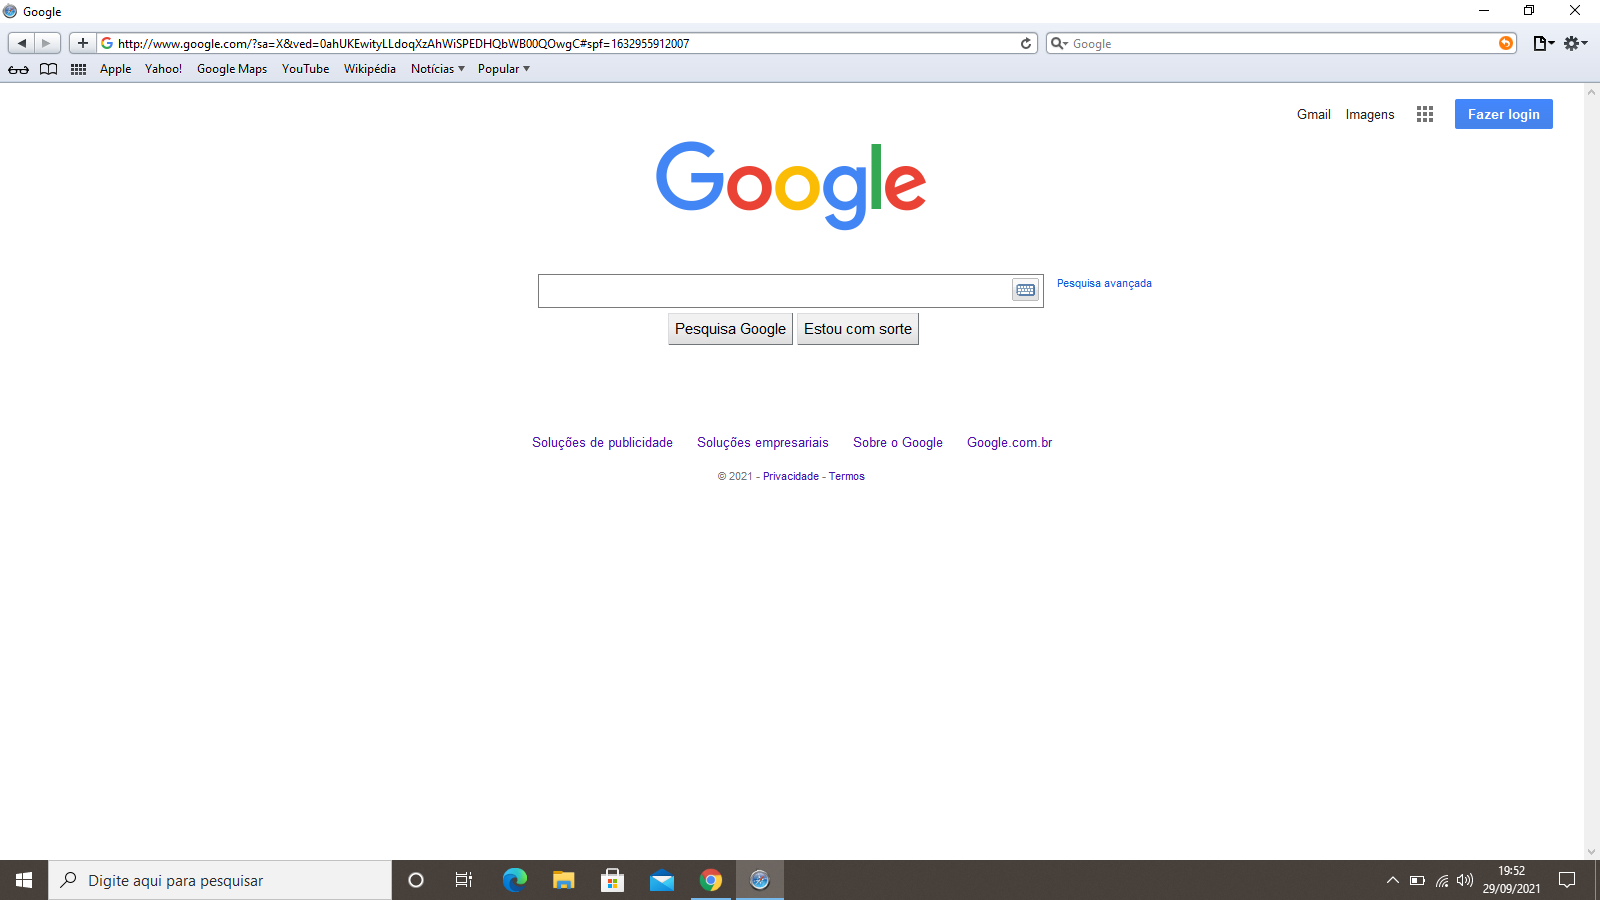 Google
http://www.google.com/?sa=X&ved=0ahUKEwityLLdoqXzAhWiSPEDHQbWB00QOwgC#spf=1632955912007
Google
Apple Yahoo! Google Maps YouTube Wikipédia Notícias Popular
Gmail Imagens Fazer login
Google
Pesquisa avançada
Pesquisa Google Estou com sorte
Soluções de publicidade Soluções empresariais Sobre o Google Google.com.br
© 2021 - Privacidade - Termos
Digite aqui para pesquisar
19:52
29/09/2021